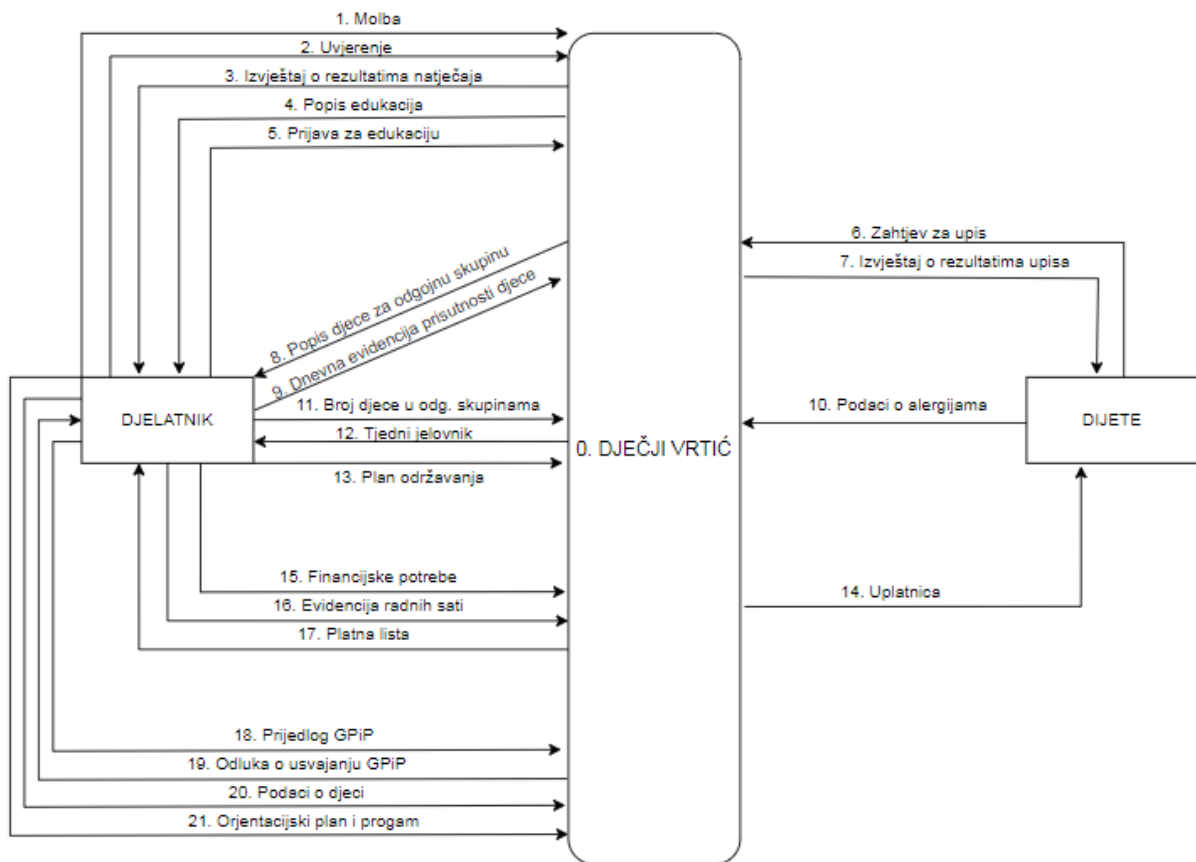 1. Molba
2. Uvjerenje
3. Izvještaj o rezultatima natječaja
4. Popis edukacija
5. Prijava za edukaciju
6. Zahtjev za upis
7. Izvještaj o rezultatima upisa
8. Popis djece za odgojnu skupinu
9. Dnevna evidencija prisutnosti djece
10. Podaci o alergijama
11. Broj djece u odg. skupinama
DJELATNIK
DIJETE
12. Tjedni jelovnik
0. DJEČJI VRTIĆ
13. Plan održavanja
15. Financijske potrebe
14. Uplatnica
16. Evidencija radnih sati
17. Platna lista
18. Prijedlog GPiP
19. Odluka o usvajanju GPiP
20. Podaci o djeci
21. Orjentacijski plan i progam